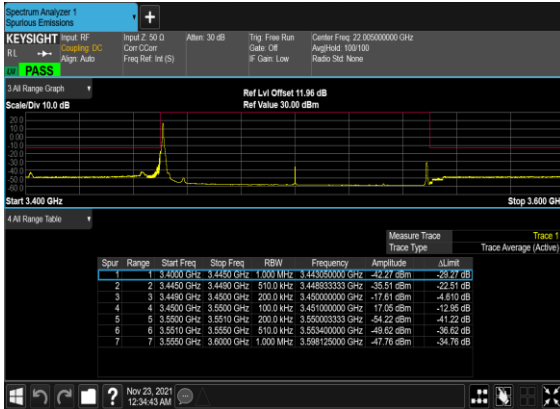 Spectrum Analyzer 1
Spurious Emissions
+
KEYSIGHT Input: RF Input Z: 50 Ω Atten: 30 dB Trig: Free Run Center Freq: 22.005000000 GHz
RL Coupling: DC Corr CCorr Gate: Off Avg|Hold: 100/100
Align: Auto Freq Ref: Int (S) IF Gain: Low Radio Std: None
PASS
3 All Range Graph
Ref Lvl Offset 11.96 dB
Scale/Div 10.0 dB Ref Value 30.00 dBm
20.0
10.0
0.00
-10.0
-20.0
-30.0
-40.0
-50.0
-60.0
Start 3.400 GHz Stop 3.600 GH
4 All Range Table
Measure Trace Trace 1
Trace Type Trace Average (Active)
Spur Range Start Freq Stop Freq RBW Frequency Amplitude ΔLimit
1 1 3.4000 GHz 3.4450 GHz 1.000 MHz 3.443050000 GHz -42.27 dBm -29.27 dB
2 2 3.4450 GHz 3.4490 GHz 510.0 kHz 3.448933333 GHz -35.51 dBm -22.51 dB
3 3 3.4490 GHz 3.4500 GHz 200.0 kHz 3.450000000 GHz -17.61 dBm -4.610 dB
4 4 3.4500 GHz 3.5500 GHz 100.0 kHz 3.451000000 GHz 17.05 dBm -12.95 dB
5 5 3.5500 GHz 3.5510 GHz 200.0 kHz 3.550003333 GHz -54.22 dBm -41.22 dB
6 6 3.5510 GHz 3.5550 GHz 510.0 kHz 3.553400000 GHz -49.62 dBm -36.62 dB
7 7 3.5550 GHz 3.6000 GHz 1.000 MHz 3.598125000 GHz -47.76 dBm -34.76 dB
? Nov 23, 2021
12:34:43 AM